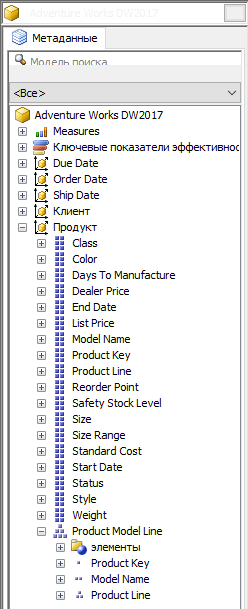 Adventure Works DW2017
Метаданные
Модель поиска
<Все>
Adventure Works DW2017
Measures
Ключевые показатели эффективнос
Due Date
Order Date
Ship Date
Клиент
Продукт
Class
Color
Days To Manufacture
Dealer Price
End Date
List Price
Model Name
Product Key
Product Line
Reorder Point
Safety Stock Level
Size
Size Range
Standard Cost
Start Date
Status
Style
Weight
Product Model Line
элементы
Product Key
Model Name
Product Line